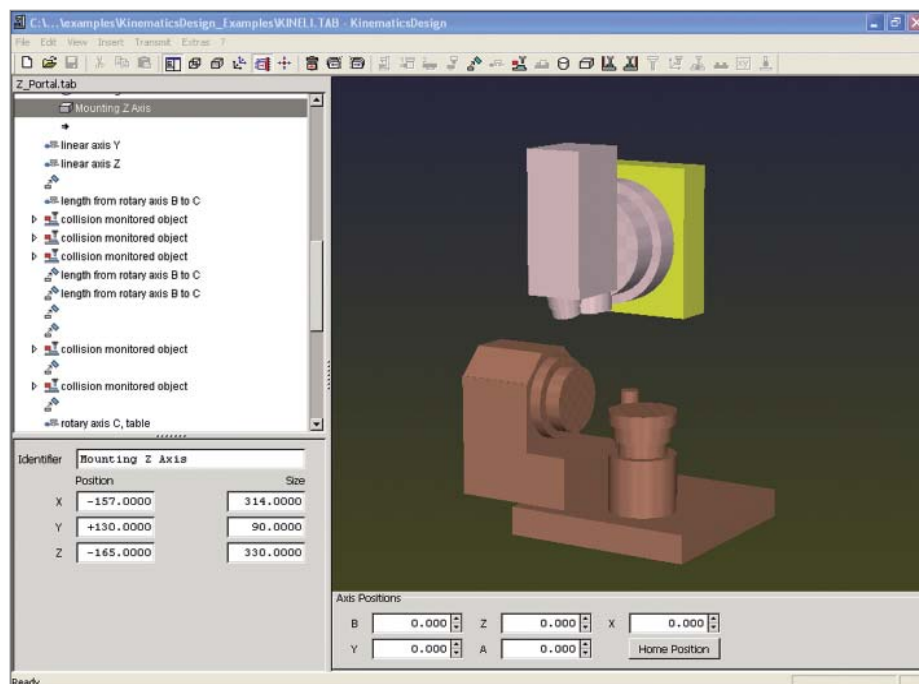 C:\...\examples\KinematicsDesign_Examples\KINELI.TAB - KinematicsDesign
File Edit View Insert Transmit Extras ?
Z_Portal.tab
Mounting Z Axis
linear axis Y
linear axis Z
length from rotary axis B to C
collision monitored object
collision monitored object
collision monitored object
length from rotary axis B to C
length from rotary axis B to C
collision monitored object
collision monitored object
rotary axis C, table
Identifier Mounting Z Axis
Position Size
X -157.0000 314.0000
Y +130.0000 90.0000
Z -165.0000 330.0000
Axis Positions
B 0.000 Z 0.000 X 0.000
Y 0.000 A 0.000 Home Position
Ready